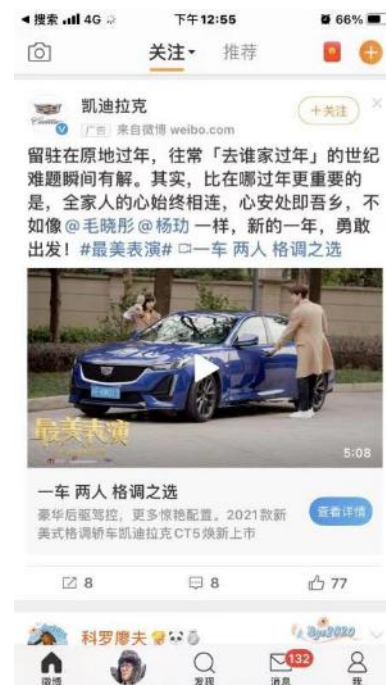 搜索 4G 下午12:55 66%
关注 推荐
凯迪拉克
+关注
广告 来自微博 weibo.com
留驻在原地过年，往常「去谁家过年」的世纪
难题瞬间有解。其实，比在哪过年更重要的
是，全家人的心始终相连，心安处即吾乡，不
如像@毛晓彤@杨玏 一样，新的一年，勇敢
出发！#最美表演# 一车 两人 格调之选
最美表演
5:08
一车 两人 格调之选
豪华后驱驾控，更多惊艳配置。2021款新
美式格调轿车凯迪拉克CT5焕新上市
查看详情
8 8 77
科罗廖夫
Bye2020
132
微博 发现 消息 我